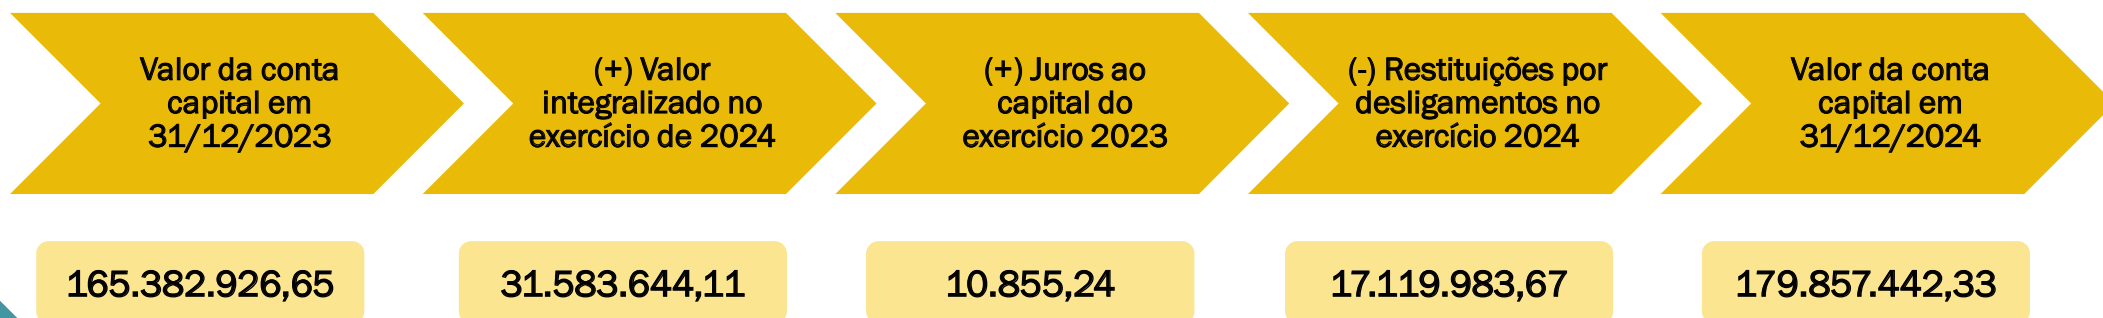 Valor da conta
capital em
31/12/2023
(+) Valor
integralizado no
exercício de 2024
(+) Juros ao
capital do
exercício 2023
(-) Restituições por
desligamentos no
exercício 2024
Valor da conta
capital em
31/12/2024
165.382.926,65
31.583.644,11
10.855,24
17.119.983,67
179.857.442,33